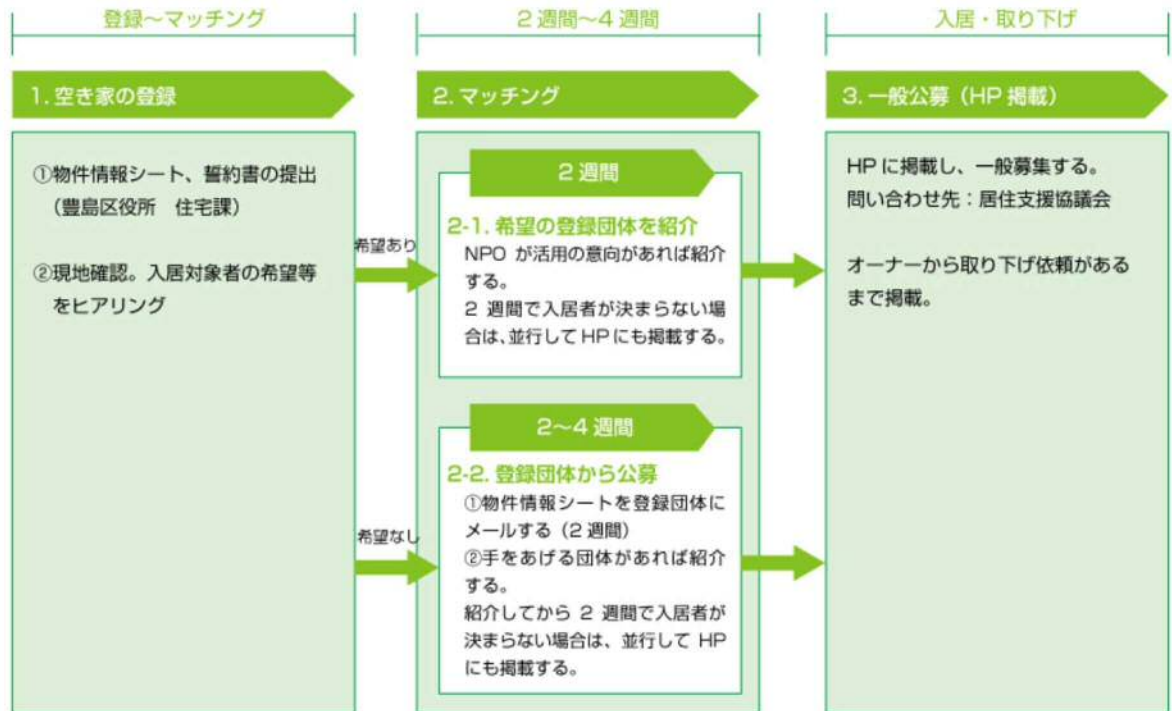 登録～マッチング
2週間～4週間
入居・取り下げ
1. 空き家の登録
①物件情報シート、誓約書の提出
（豊島区役所　住宅課）
②現地確認。入居対象者の希望等
をヒアリング
希望あり
希望なし
2. マッチング
2週間
2-1. 希望の登録団体を紹介
NPO が活用の意向があれば紹介
する。
2 週間で入居者が決まらない場
合は、並行して HP にも掲載する。
2～4週間
2-2. 登録団体から公募
①物件情報シートを登録団体に
メールする（2週間）
②手をあげる団体があれば紹介
する。
紹介してから 2 週間で入居者が
決まらない場合は、並行して HP
にも掲載する。
3. 一般公募（HP 掲載）
HP に掲載し、一般募集する。
問い合わせ先：居住支援協議会
オーナーから取り下げ依頼がある
まで掲載。